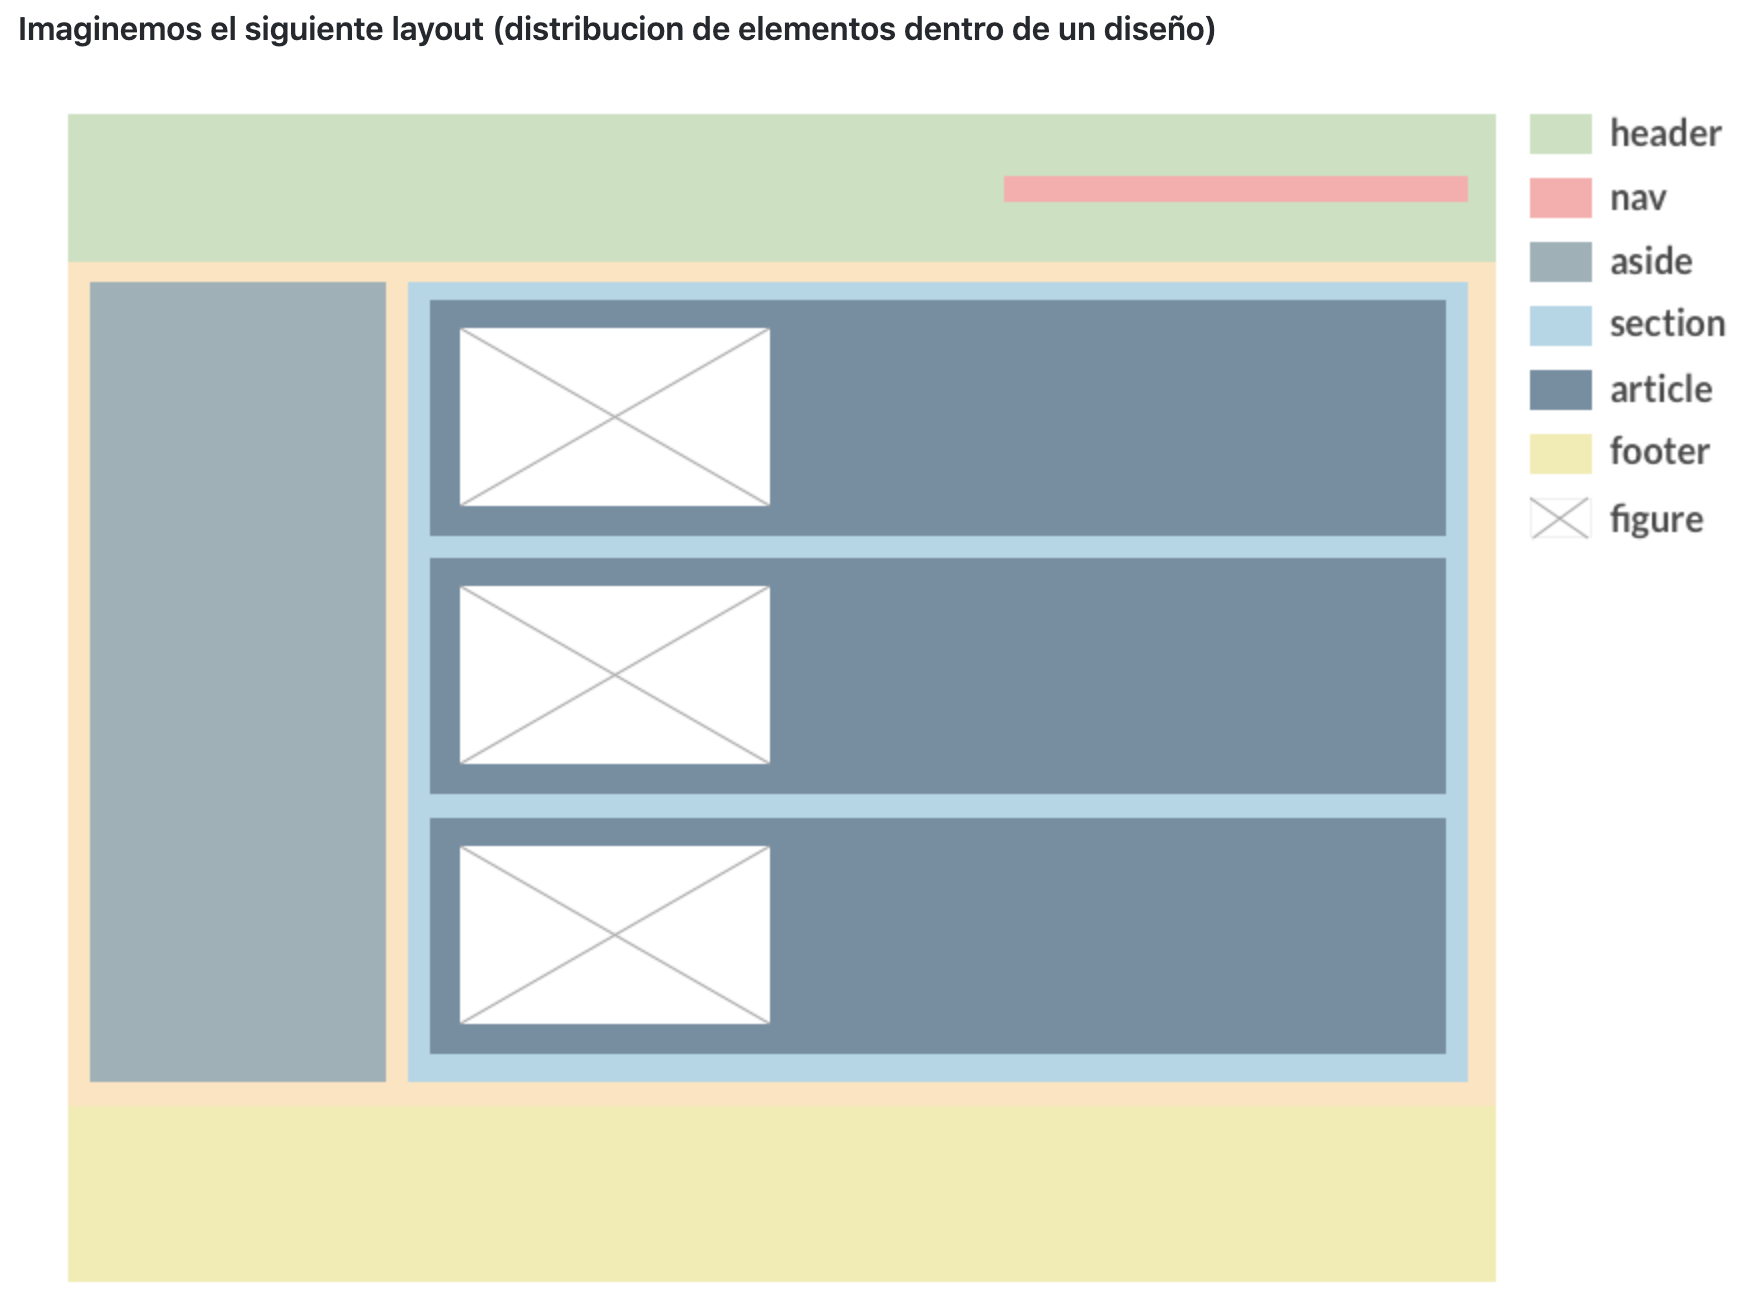 Imaginemos el siguiente layout (distribucion de elementos dentro de un diseño)
header
nav
aside
section
article
footer
figure